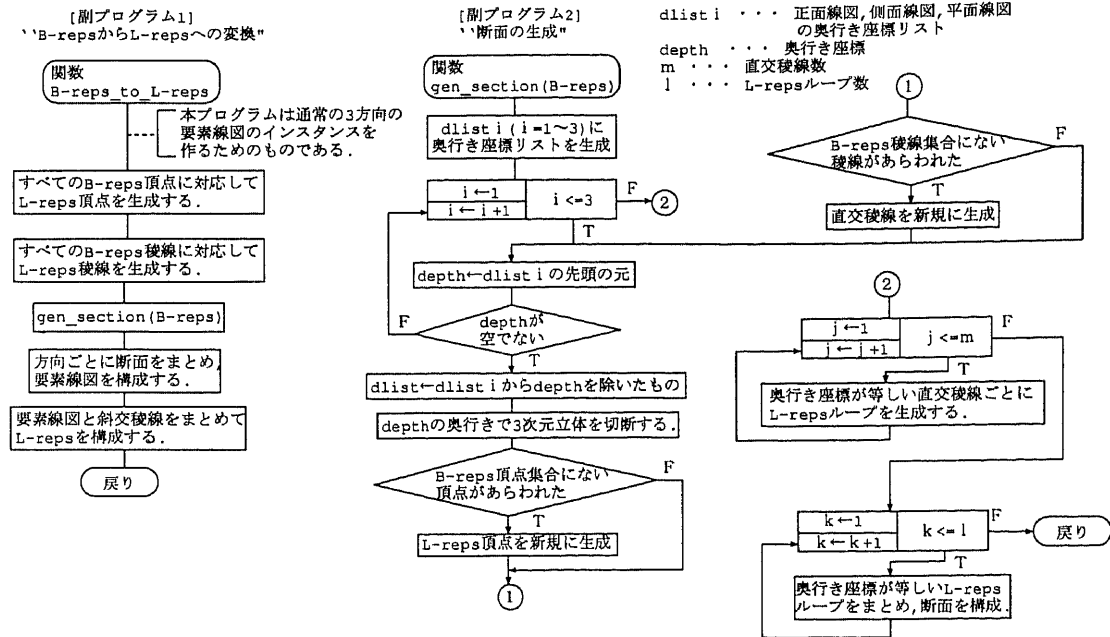 [副プログラム1]
``B-repsからL-repsへの変換"
関数
B-reps_to_L-reps
本プログラムは通常の3方向の
要素線図のインスタンスを
作るためのものである.
すべてのB-reps頂点に対応して
L-reps頂点を生成する.
すべてのB-reps稜線に対応して
L-reps稜線を生成する.
gen_section(B-reps)
方向ごとに断面をまとめ,
要素線図を構成する.
要素線図と斜交稜線をまとめて
L-repsを構成する.
戻り
[副プログラム2]
``断面の生成"
関数
gen_section(B-reps)
dlist i (i=1~3)に
奥行き座標リストを生成
i←1
i←i+1
i <=3
F
②
T
depth←dlist i の先頭の元
depthが
空でない
F
T
dlist←dlist i からdepthを除いたもの
depthの奥行きで3次元立体を切断する.
B-reps頂点集合にない
頂点があらわれた
F
T
L-reps頂点を新規に生成
①
dlist i ・・・ 正面線図,側面線図,平面線図
の奥行き座標リスト
depth ・・・ 奥行き座標
m ・・・ 直交稜線数
l ・・・ L-repsループ数
①
B-reps稜線集合にない
稜線があらわれた
F
T
直交稜線を新規に生成
②
j←1
j←j+1
j <=m
F
T
奥行き座標が等しい直交稜線ごとに
L-repsループを生成する.
k←1
k←k+1
k <= l
F
戻り
T
奥行き座標が等しいL-reps
ループをまとめ,断面を構成.